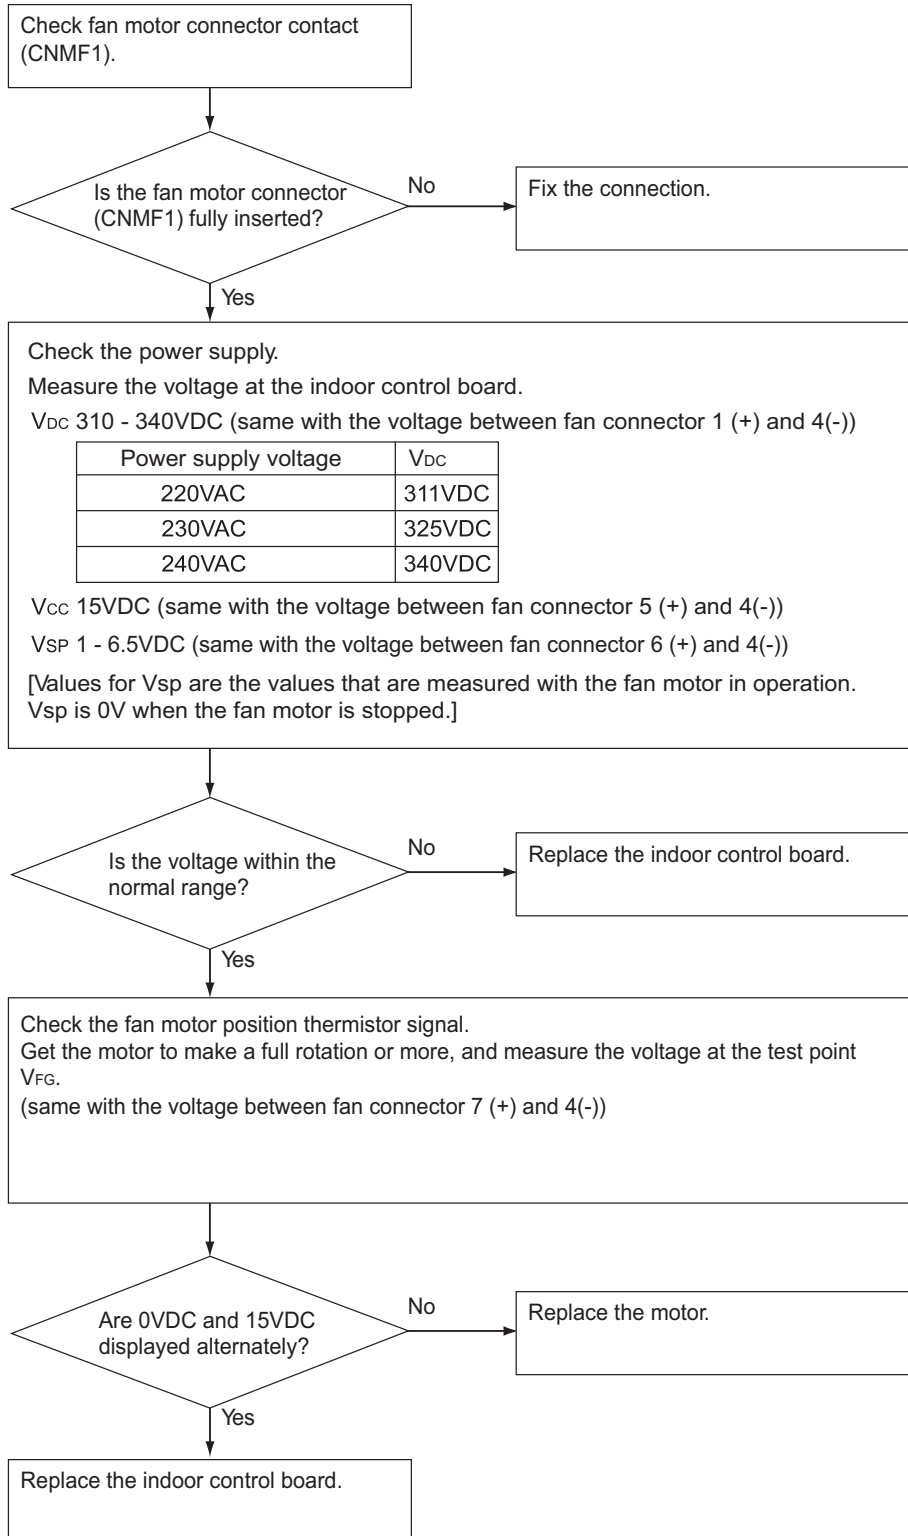 Check fan motor connector contact
(CNMF1).
Is the fan motor connector
(CNMF1) fully inserted?
No
Fix the connection.
Yes
Check the power supply.
Measure the voltage at the indoor control board.
VDC 310 - 340VDC (same with the voltage between fan connector 1 (+) and 4(-))
Power supply voltage VDC
220VAC 311VDC
230VAC 325VDC
240VAC 340VDC
VCC 15VDC (same with the voltage between fan connector 5 (+) and 4(-))
VSP 1 - 6.5VDC (same with the voltage between fan connector 6 (+) and 4(-))
[Values for Vsp are the values that are measured with the fan motor in operation.
Vsp is 0V when the fan motor is stopped.]
Is the voltage within the
normal range?
No
Replace the indoor control board.
Yes
Check the fan motor position thermistor signal.
Get the motor to make a full rotation or more, and measure the voltage at the test point
VFG.
(same with the voltage between fan connector 7 (+) and 4(-))
Are 0VDC and 15VDC
displayed alternately?
No
Replace the motor.
Yes
Replace the indoor control board.